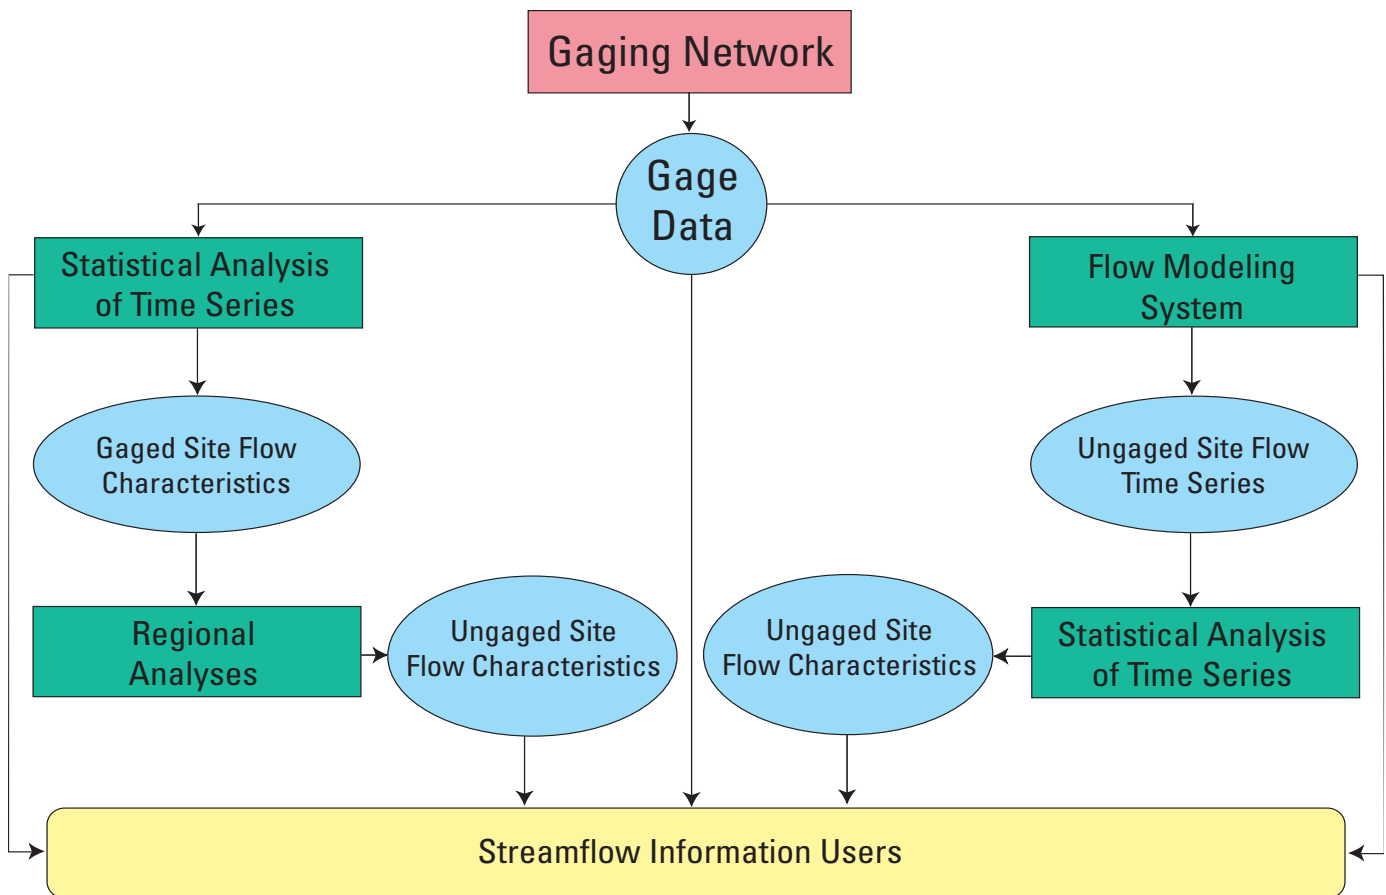 Gaging Network
Gage
Data
Statistical Analysis
of Time Series
Flow Modeling
System
Gaged Site Flow
Characteristics
Ungaged Site Flow
Time Series
Regional
Analyses
Ungaged Site
Flow Characteristics
Ungaged Site
Flow Characteristics
Statistical Analysis
of Time Series
Streamflow Information Users